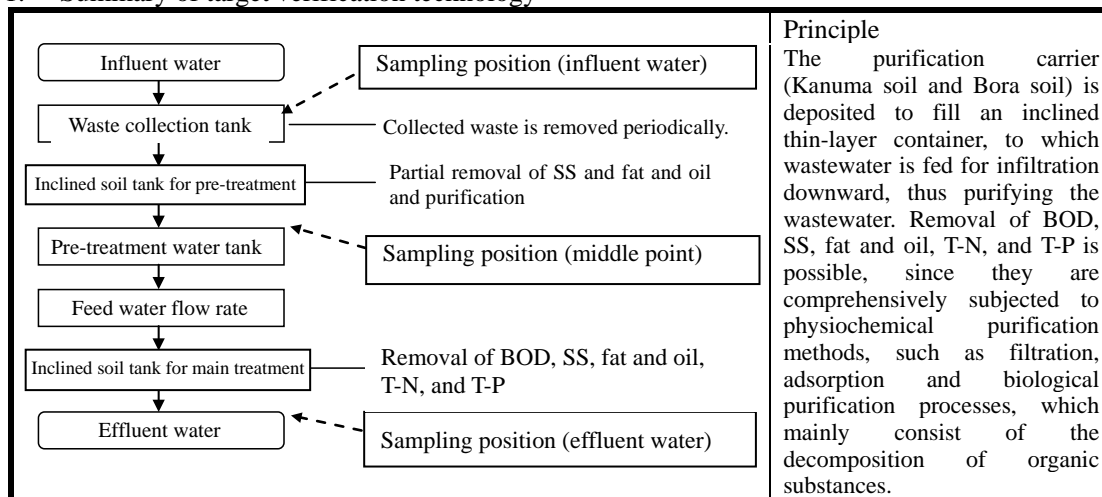 1. Summary of target verification technology
Influent water
Sampling position (influent water)
Waste collection tank
Collected waste is removed periodically.
Inclined soil tank for pre-treatment
Partial removal of SS and fat and oil
and purification
Pre-treatment water tank
Sampling position (middle point)
Feed water flow rate
Inclined soil tank for main treatment
Removal of BOD, SS, fat and oil,
T-N, and T-P
Effluent water
Sampling position (effluent water)
Principle
The purification carrier
(Kanuma soil and Bora soil) is
deposited to fill an inclined
thin-layer container, to which
wastewater is fed for infiltration
downward, thus purifying the
wastewater. Removal of BOD,
SS, fat and oil, T-N, and T-P is
possible, since they are
comprehensively subjected to
physiochemical purification
methods, such as filtration,
adsorption and biological
purification processes, which
mainly consist of the
decomposition of organic
substances.